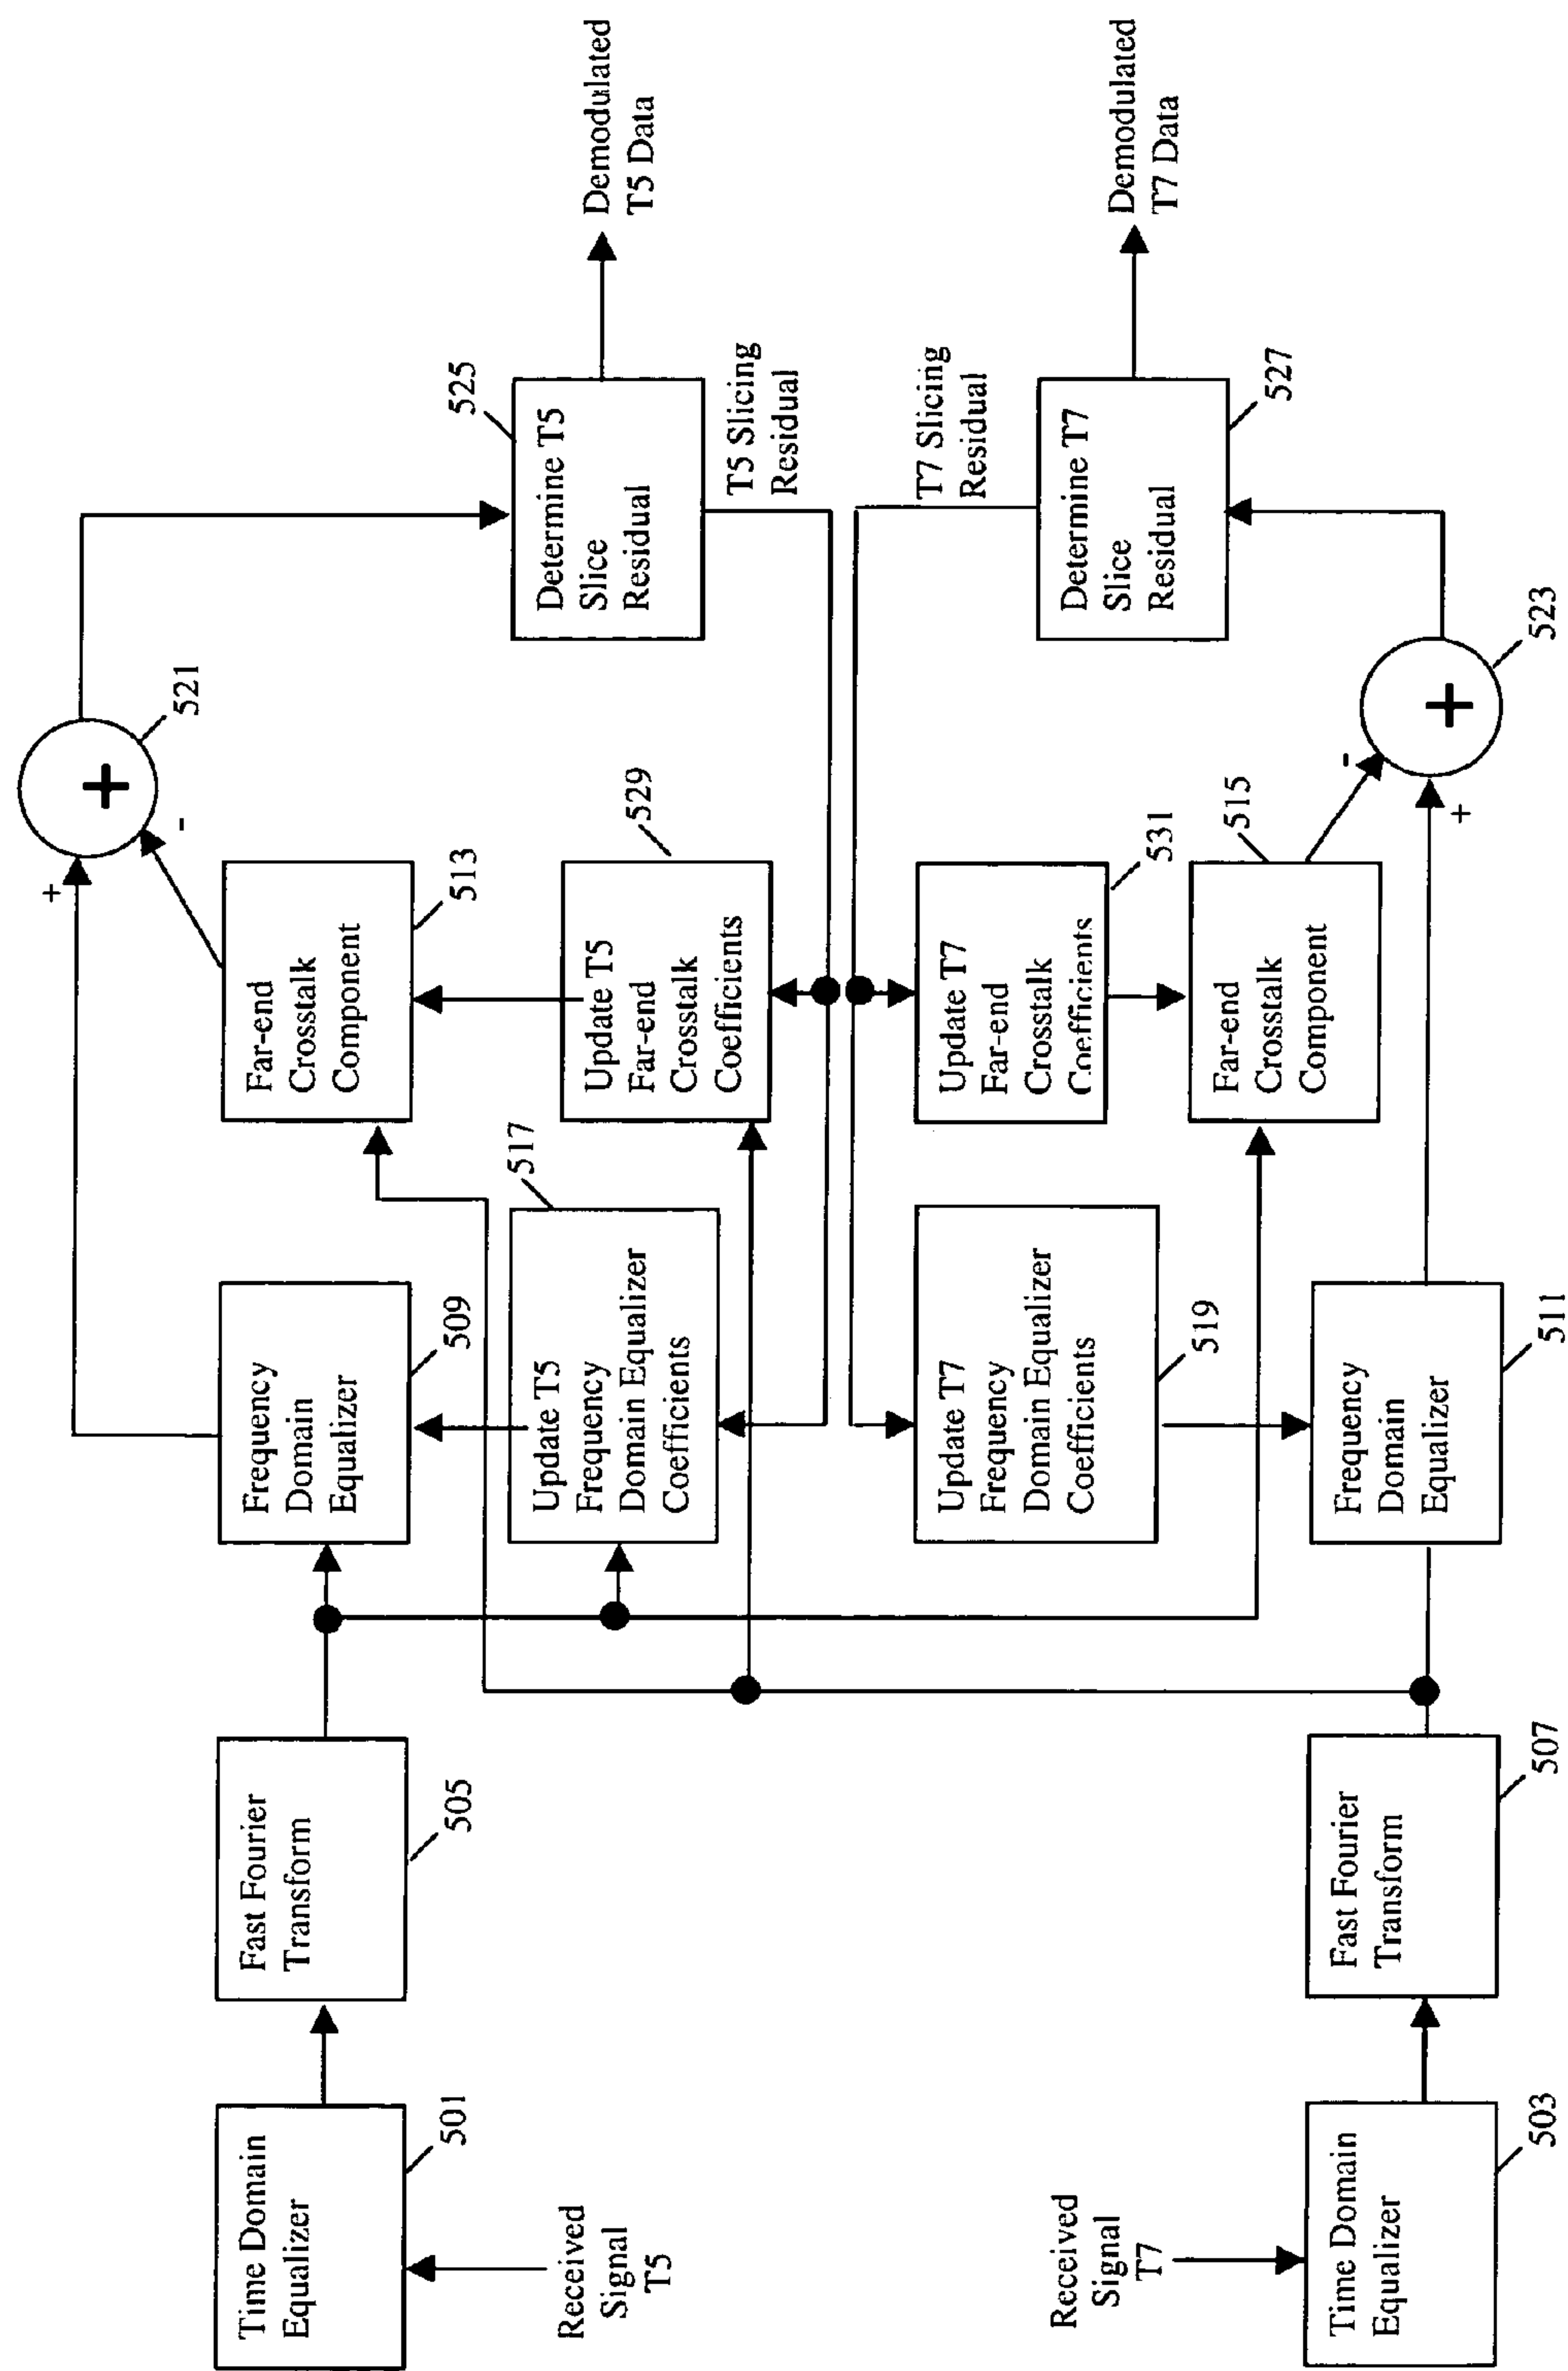 Received
Signal
T5
Time Domain
Equalizer
501
Fast Fourier
Transform
505
Frequency
Domain
Equalizer
509
Update T5
Frequency
Domain Equalizer
Coefficients
517
Far-end
Crosstalk
Component
513
Update T5
Far-end
Crosstalk
Coefficients
529
+
-
+
521
Determine T5
Slice
Residual
525
T5 Slicing
Residual
Demodulated
T5 Data
Received
Signal
T7
Time Domain
Equalizer
503
Fast Fourier
Transform
507
Update T7
Frequency
Domain Equalizer
Coefficients
519
Frequency
Domain
Equalizer
511
Update T7
Far-end
Crosstalk
Coefficients
531
Far-end
Crosstalk
Component
515
-
+
+
523
T7 Slicing
Residual
Determine T7
Slice
Residual
527
Demodulated
T7 Data